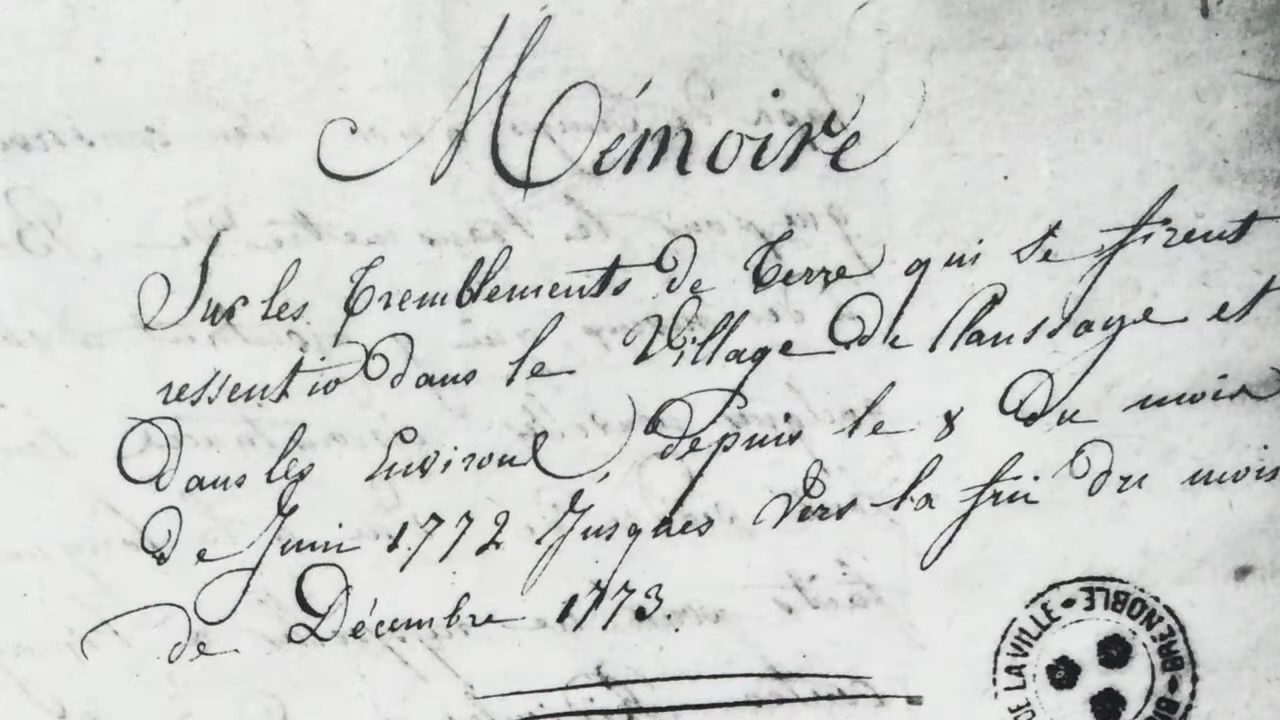 Mémoire
Sur les Tremblements de Terre qui se firent
ressentir dans le Village de Claussaye et
dans les Environs, depuis le 8 du mois
de Juin 1772 Jusques Vers la fin du mois
de Décembre 1773.
DE LA VILLE • GRENOBLE • BI